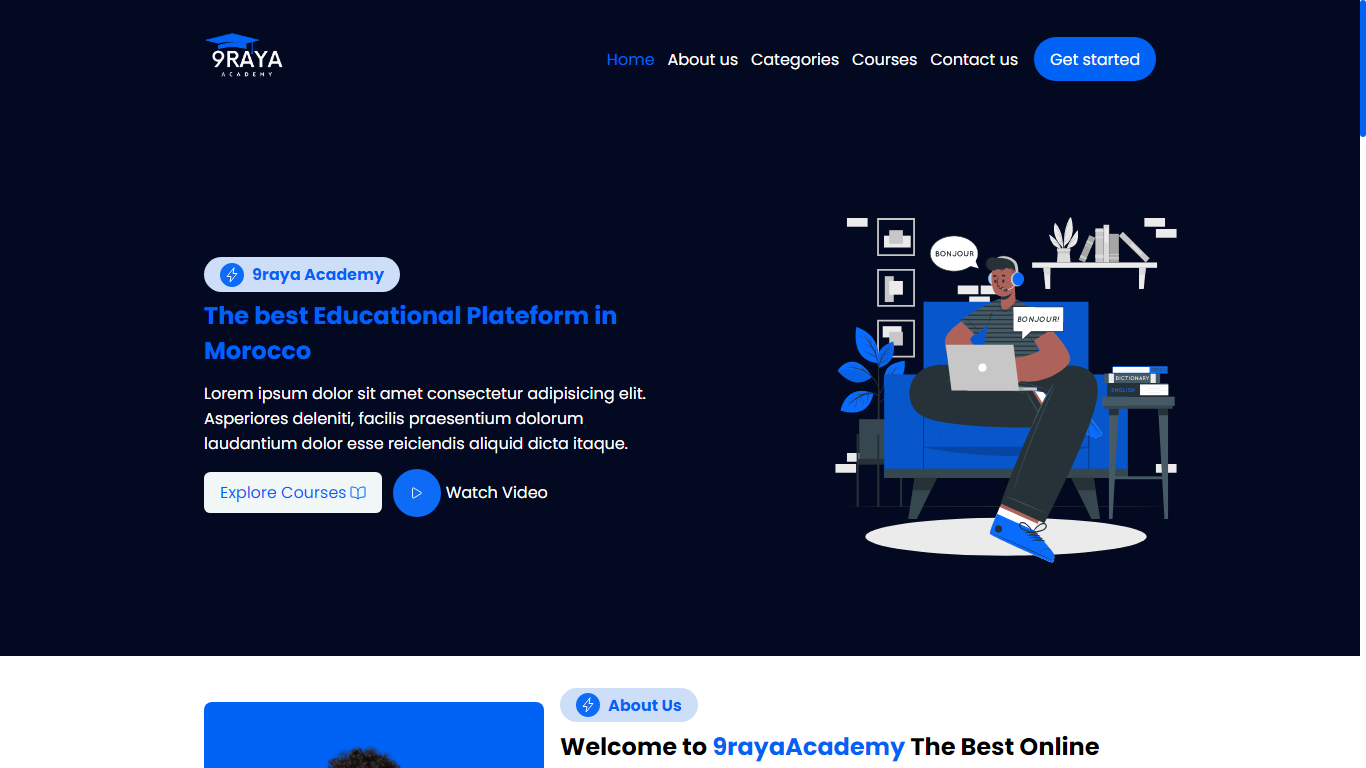 9RAYA
ACADEMY
Home About us Categories Courses Contact us Get started
9raya Academy
The best Educational Plateform in
Morocco
Lorem ipsum dolor sit amet consectetur adipisicing elit.
Asperiores deleniti, facilis praesentium dolorum
laudantium dolor esse reiciendis aliquid dicta itaque.
Explore Courses Watch Video
BONJOUR
BONJOUR!
DICTIONARY
ENGLISH
About Us
Welcome to 9rayaAcademy The Best Online